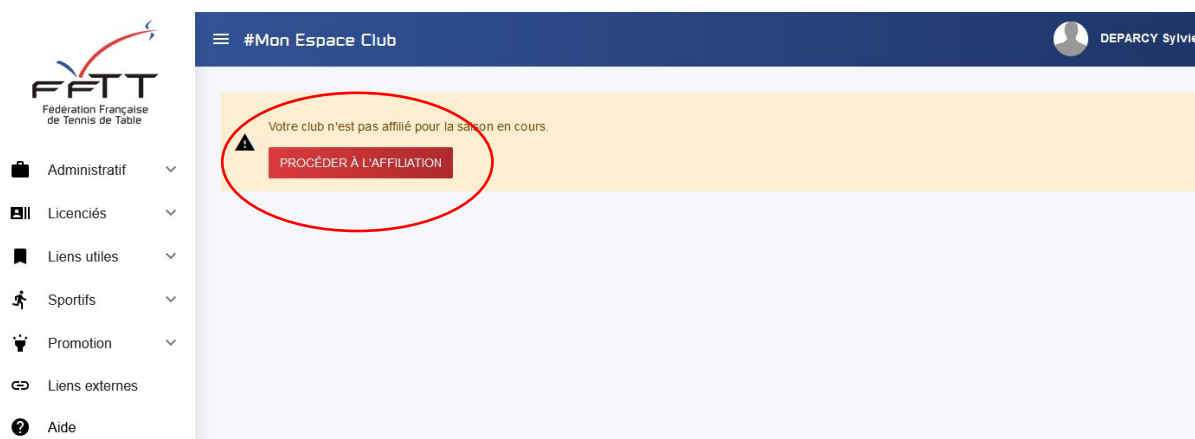 FFTT
Fédération Française
de Tennis de Table
Administratif
Licenciés
Liens utiles
Sportifs
Promotion
Liens externes
Aide
#Mon Espace Club
DEPARCY Sylvie
Votre club n'est pas affilié pour la saison en cours.
PROCÉDER À L'AFFILIATION